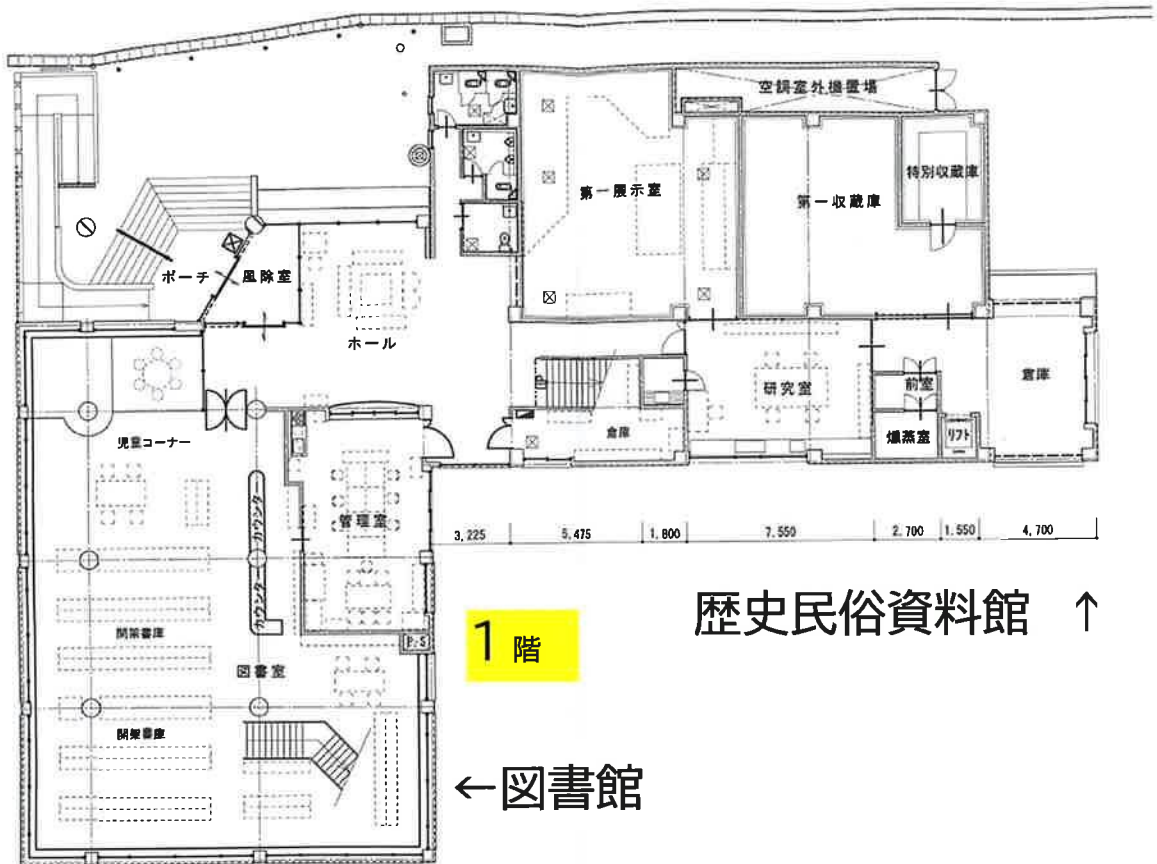 空調室外機置場
第一展示室
第一収蔵庫
特別収蔵庫
ポーチ
風除室
ホール
研究室
前室
倉庫
燻蒸室
リフト
倉庫
児童コーナー
カウンター
カウンター
管理室
3,225
5,475
1,800
7,550
2,700
1,550
4,700
歴史民俗資料館 ↑
1 階
開架書庫
P.S
図書室
開架書庫
←図書館